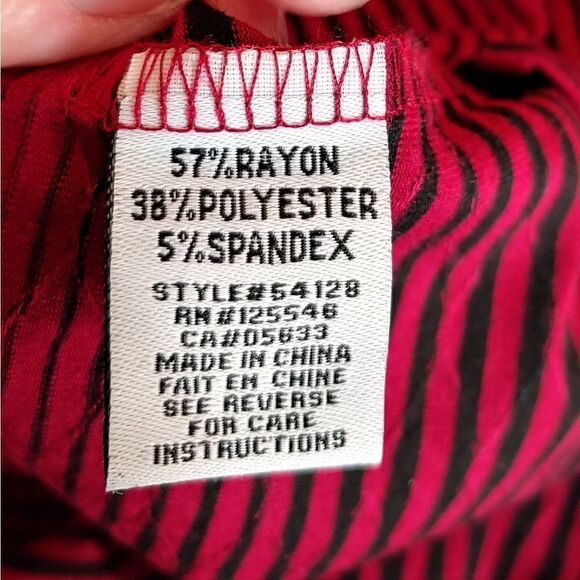 57%RAYON
38%POLYESTER
5%SPANDEX
STYLE#54128
RN#125546
CA#05633
MADE IN CHINA
FAIT EN CHINE
SEE REVERSE
FOR CARE
INSTRUCTIONS